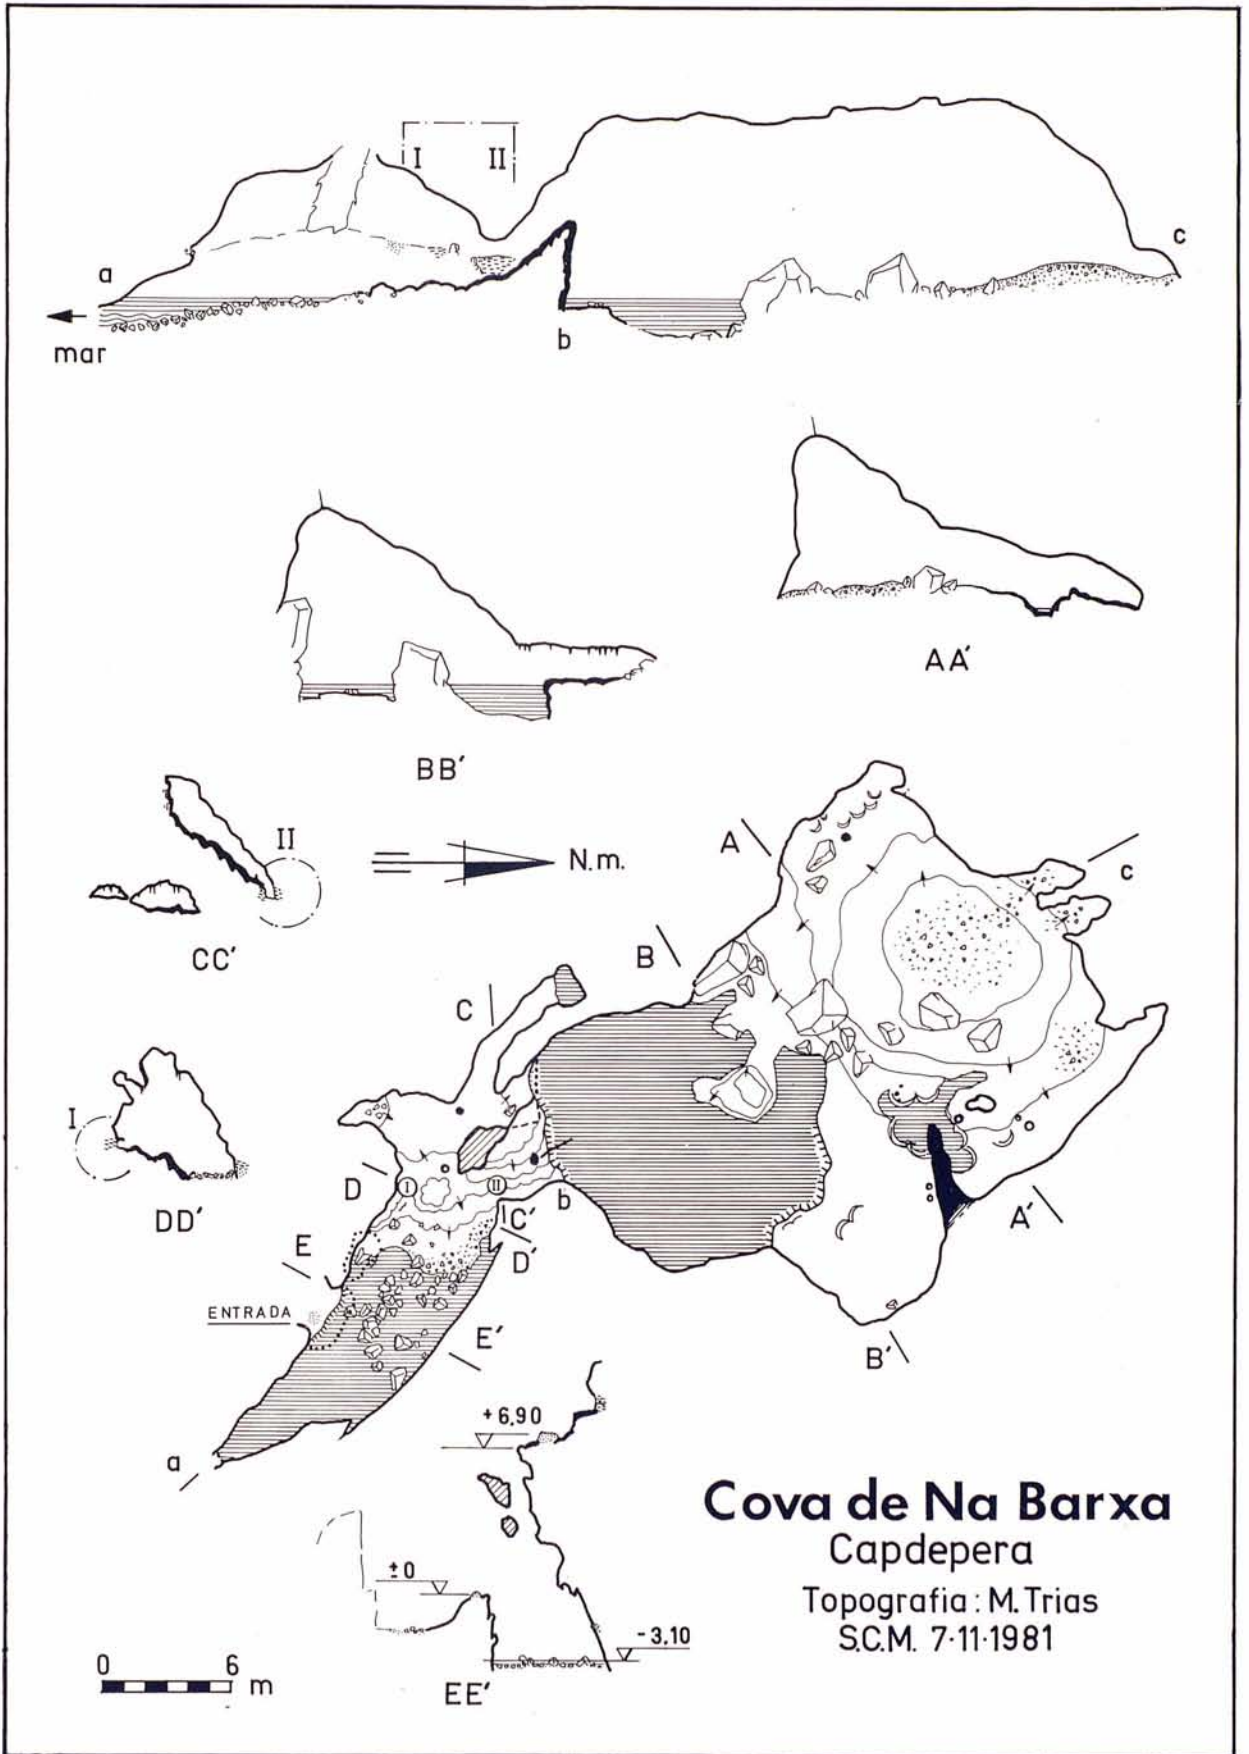 I II
a
c
mar
b
AA'
BB'
II
N.m.
CC'
A
c
B
C
I
D
I
II
b
C'
DD'
D'
A'
E
ENTRADA
E'
B'
a
+6,90
±0
-3,10
EE'
0 6 m
Cova de Na Barxa
Capdepera
Topografia : M. Trias
S.C.M. 7·11·1981